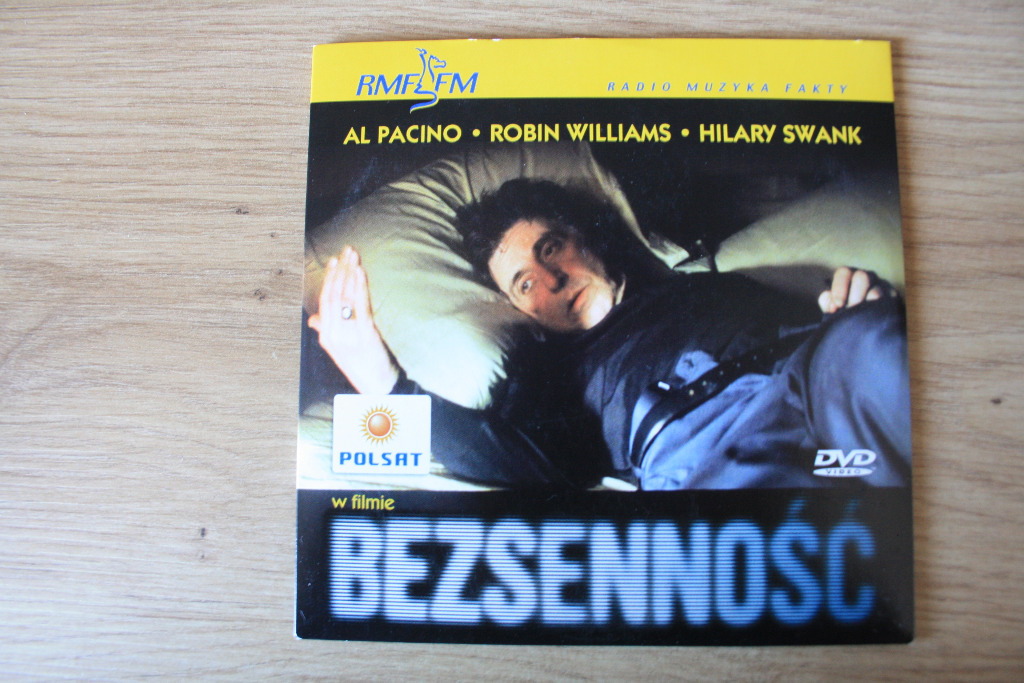 RMF FM
RADIO MUZYKA FAKTY
AL PACINO • ROBIN WILLIAMS • HILARY SWANK
POLSAT
DVD
VIDEO
w filmie
BEZSENNOŚĆ